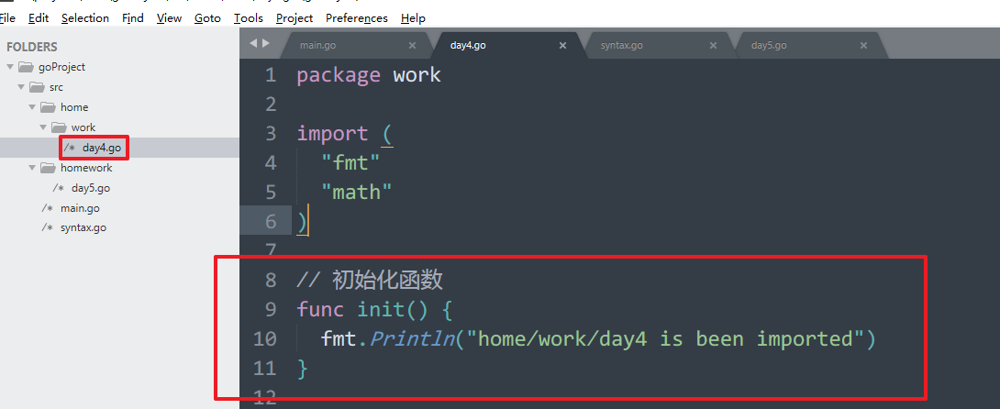 File Edit Selection Find View Goto Tools Project Preferences Help
FOLDERS
goProject
src
home
work
/* day4.go
homework
/* day5.go
/* main.go
/* syntax.go
main.go × day4.go × syntax.go × day5.go ×
1 package work
2
3 import (
4 "fmt"
5 "math"
6 )
7
8 // 初始化函数
9 func init() {
10 fmt.Println("home/work/day4 is been imported")
11 }
12